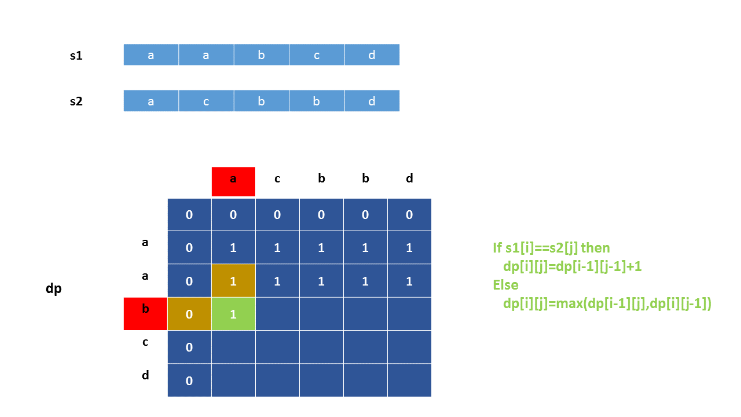 s1 a a b c d
s2 a c b b d
a c b b d
0 0 0 0 0 0
a 0 1 1 1 1 1
a 0 1 1 1 1 1
dp
b 0 1
c 0
d 0
If s1[i]==s2[j] then
dp[i][j]=dp[i-1][j-1]+1
Else
dp[i][j]=max(dp[i-1][j],dp[i][j-1])